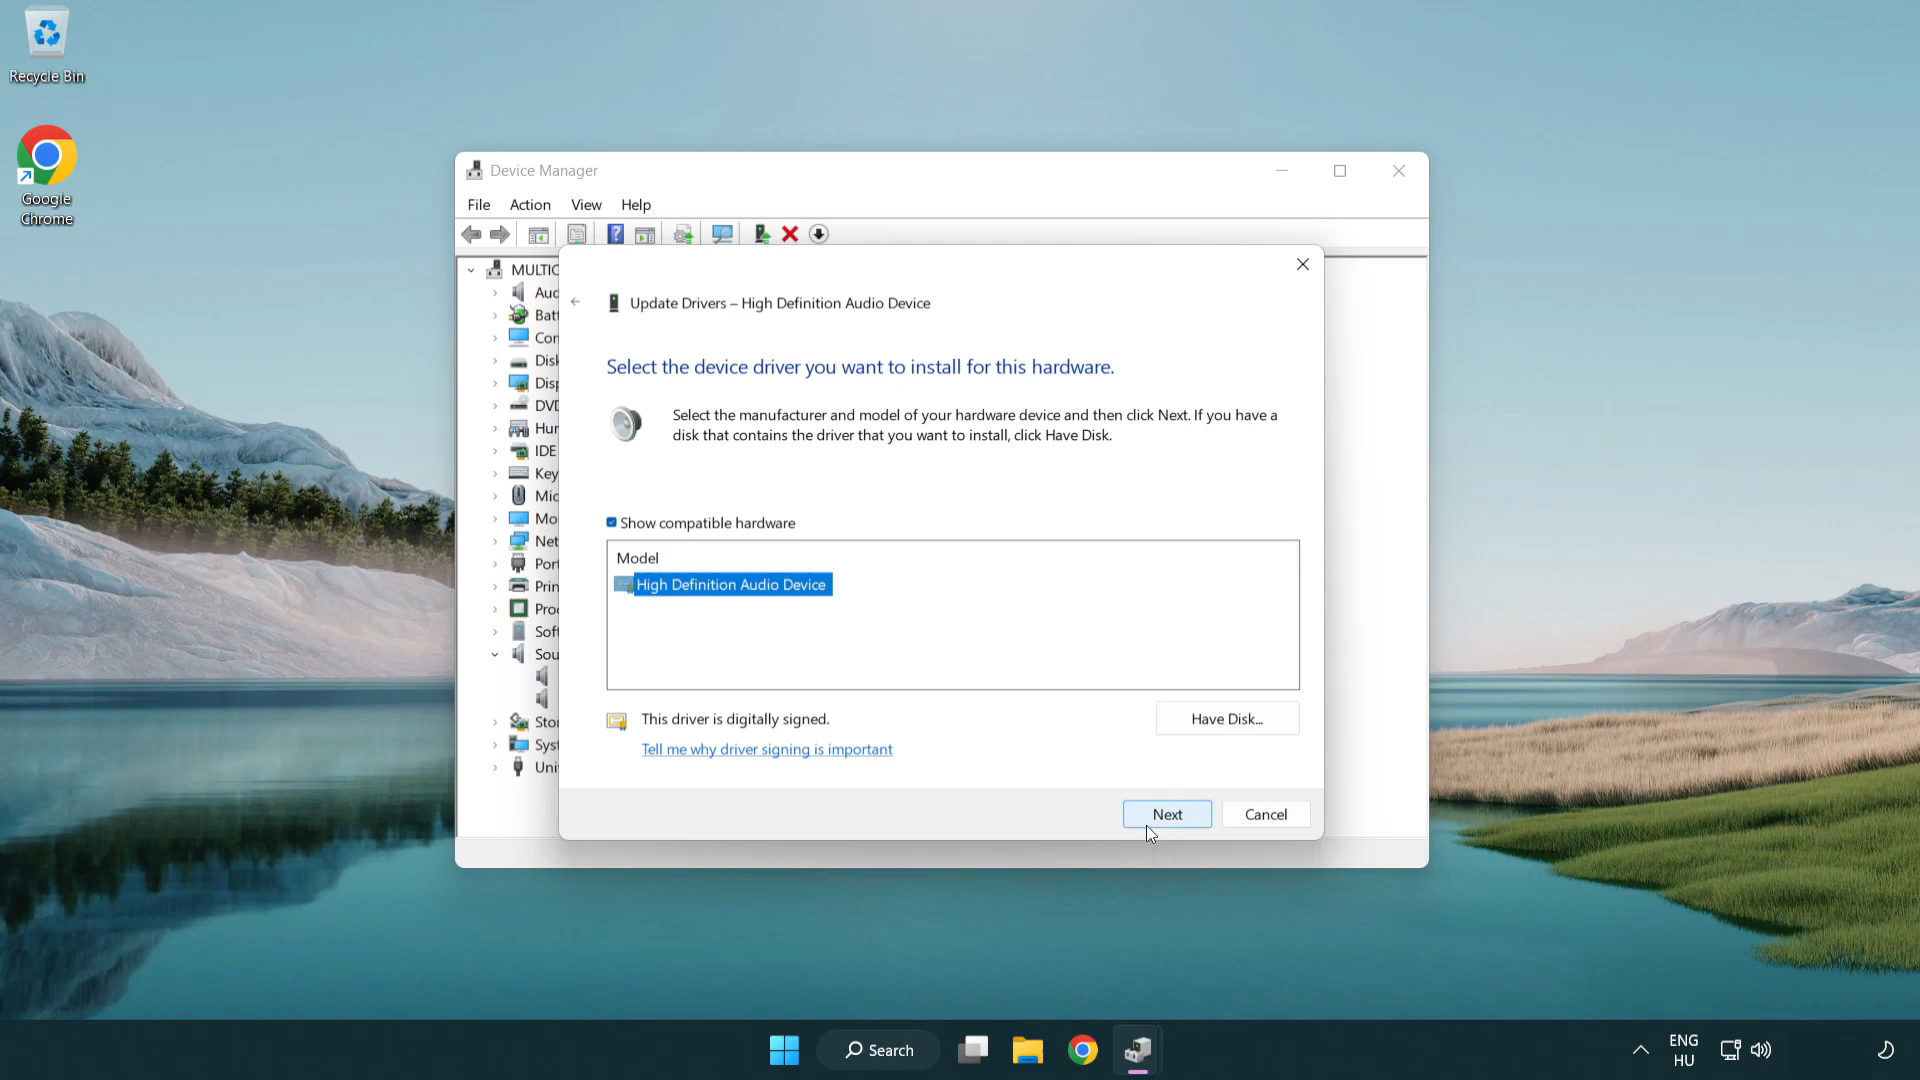 Recycle Bin
Google
Chrome
Device Manager
File Action View Help
MULTIC
Aud
Batt
Con
Disk
Disp
DVD
Hum
IDE
Key
Mic
Mo
Net
Port
Prin
Proc
Soft
Sou
Stor
Syst
Uni
Update Drivers – High Definition Audio Device
Select the device driver you want to install for this hardware.
Select the manufacturer and model of your hardware device and then click Next. If you have a
disk that contains the driver that you want to install, click Have Disk.
Show compatible hardware
Model
High Definition Audio Device
This driver is digitally signed.
Have Disk...
Tell me why driver signing is important
Next
Cancel
Search
ENG
HU